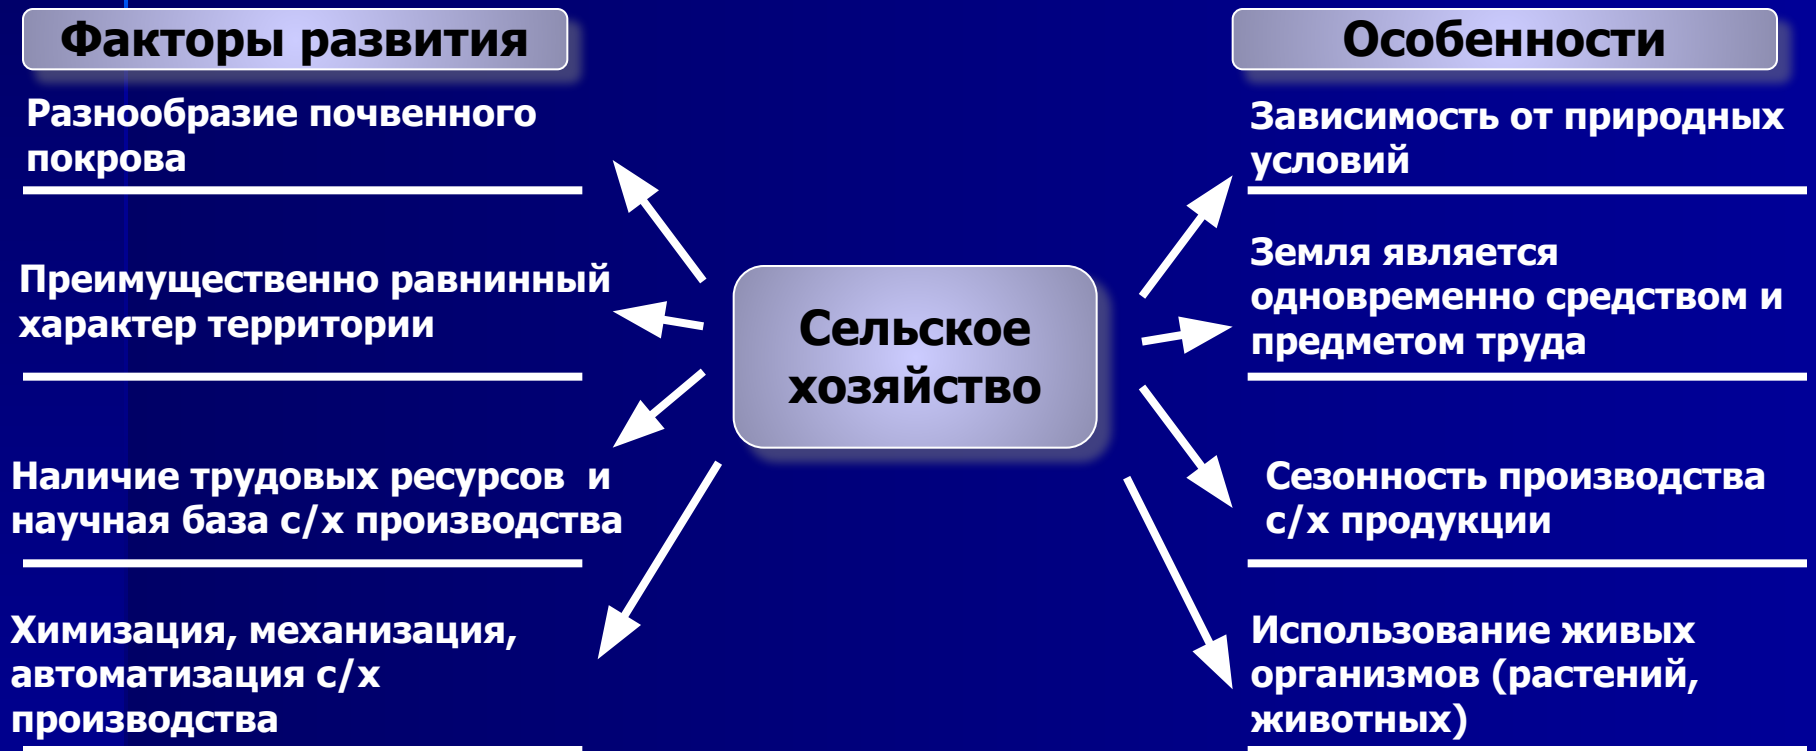 Факторы развития
Разнообразие почвенного
покрова
Преимущественно равнинный
характер территории
Наличие трудовых ресурсов  и
научная база с/х производства
Химизация, механизация,
автоматизация с/х
производства
Сельское
хозяйство
Особенности
Зависимость от природных
условий
Земля является
одновременно средством и
предметом труда
Сезонность производства
с/х продукции
Использование живых
организмов (растений,
животных)